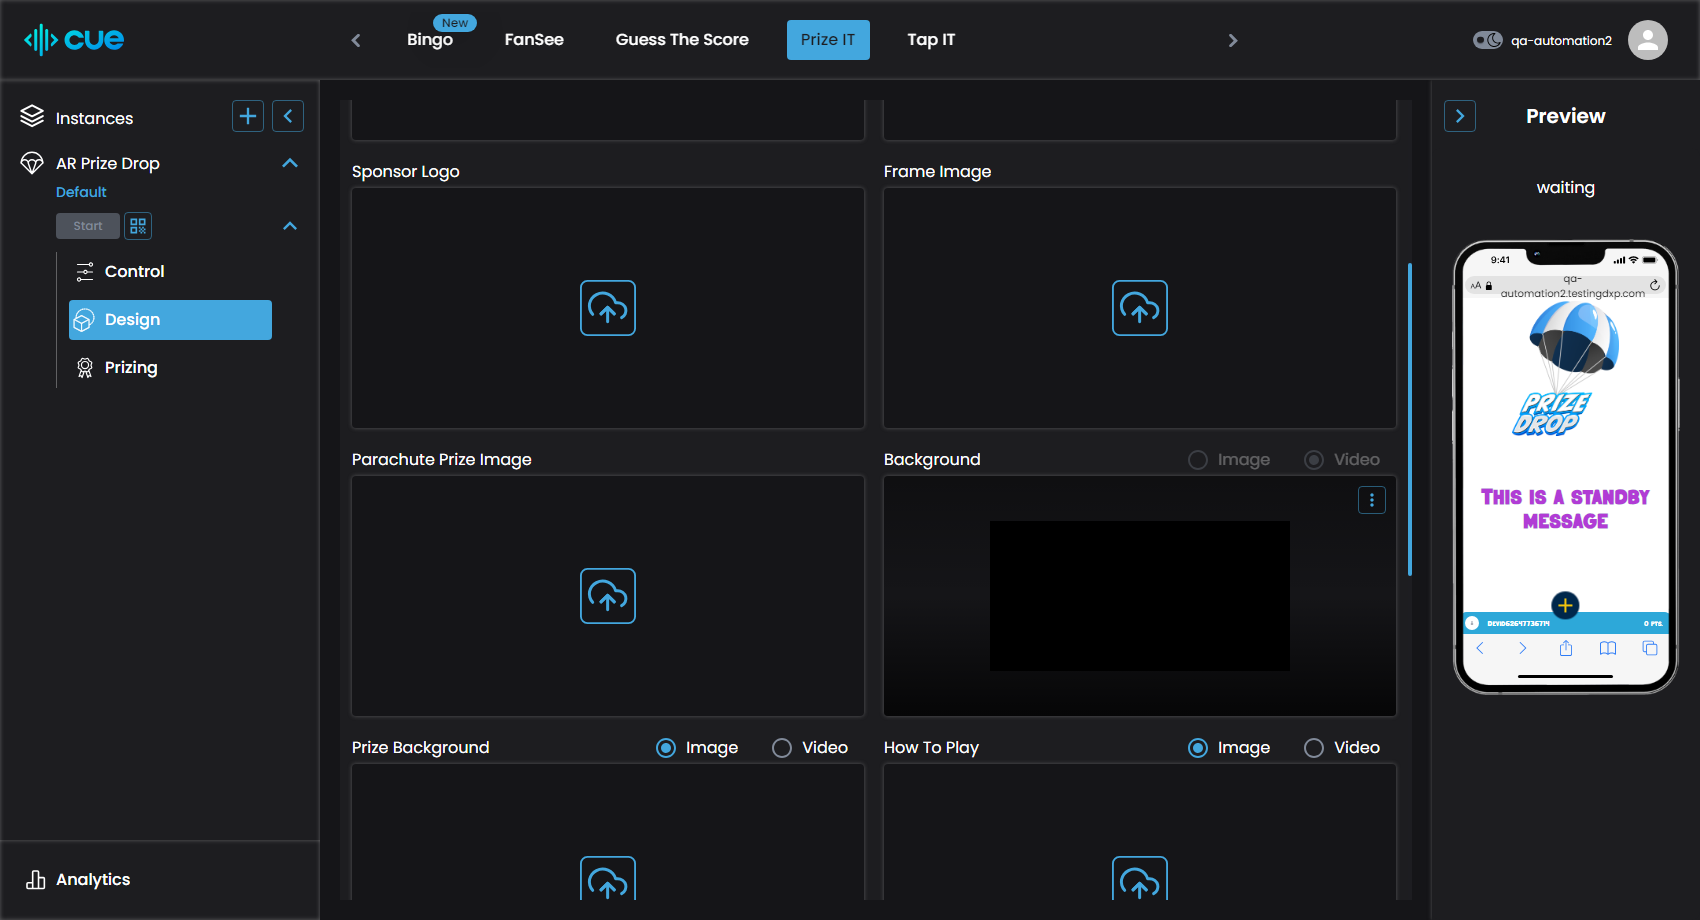 cue
New
Bingo
FanSee
Guess The Score
Prize IT
Tap IT
qa-automation2
Instances
AR Prize Drop
Default
Start
Control
Design
Prizing
Analytics
Sponsor Logo
Frame Image
Parachute Prize Image
Background
Image
Video
Prize Background
Image
Video
How To Play
Image
Video
Preview
waiting
9:41
AA
qa-
automation2.testingdxp.com
PRIZE
DROP
THIS IS A STANDBY
MESSAGE
0 PTS.